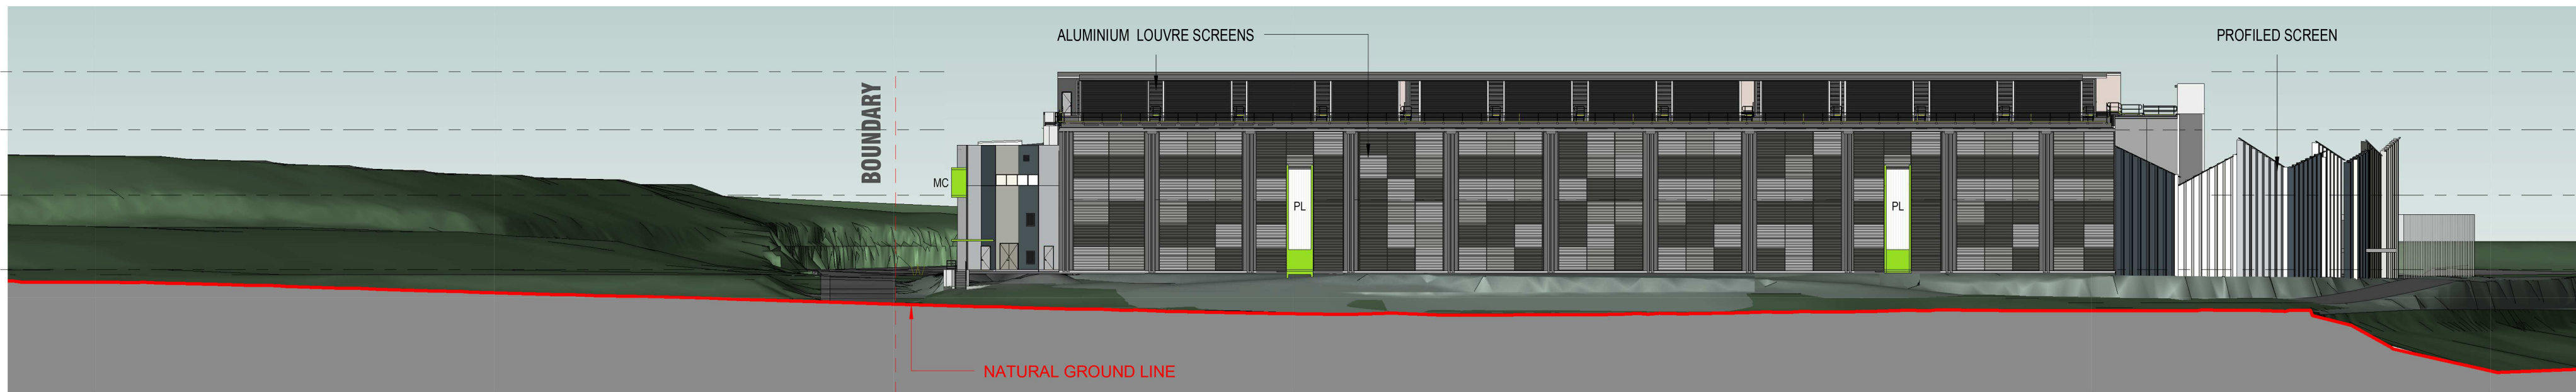 ALUMINIUM LOUVRE SCREENS
PROFILED SCREEN
BOUNDARY
MC
PL
PL
NATURAL GROUND LINE